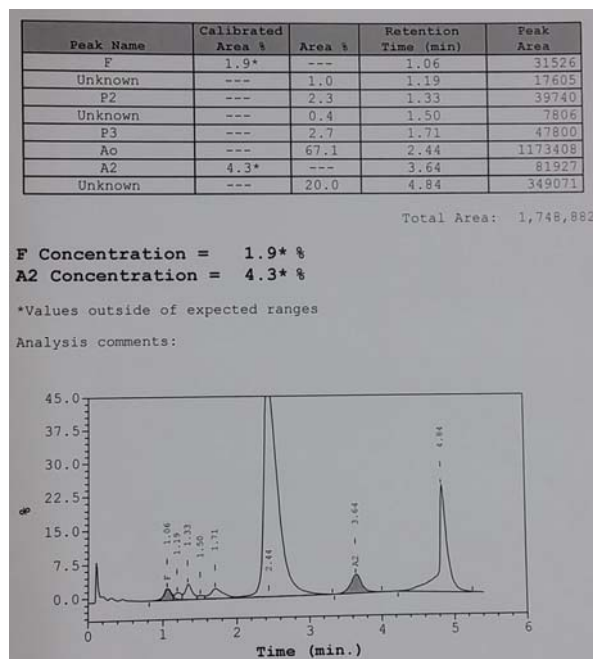 Peak Name Calibrated Area % Area % Retention Time (min) Peak Area
F 1.9* --- 1.06 31526
Unknown --- 1.0 1.19 17605
P2 --- 2.3 1.33 39740
Unknown --- 0.4 1.50 7806
P3 --- 2.7 1.71 47800
Ao --- 67.1 2.44 1173408
A2 4.3* --- 3.64 81927
Unknown --- 20.0 4.84 349071
Total Area: 1,748,882
F Concentration = 1.9* %
A2 Concentration = 4.3* %
*Values outside of expected ranges
Analysis comments:
45.0
37.5
30.0
22.5
15.0
7.5
0.0
%
F - 1.06
- 1.19
- 1.33
- 1.50
- 1.71
- 2.44
A2 - 3.64
- 4.84
0 1 2 3 4 5 6
Time (min.)